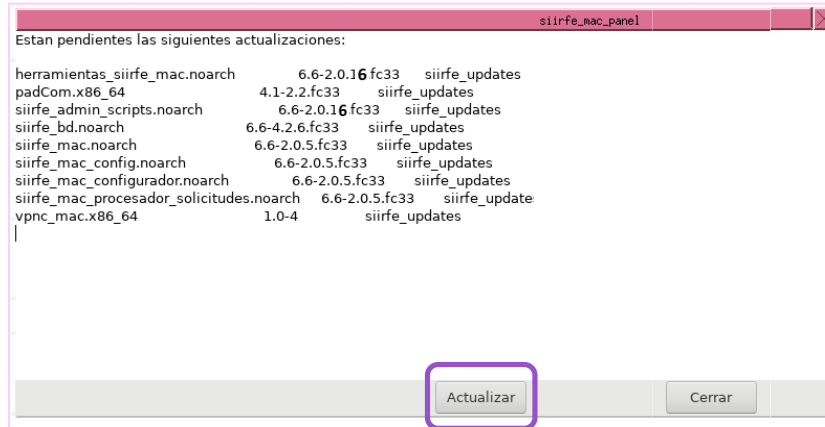 siirfe_mac_panel
Estan pendientes las siguientes actualizaciones:
herramientas_siirfe_mac.noarch 6.6-2.0.16.fc33 siirfe_updates
padCom.x86_64 4.1-2.2.fc33 siirfe_updates
siirfe_admin_scripts.noarch 6.6-2.0.16.fc33 siirfe_updates
siirfe_bd.noarch 6.6-4.2.6.fc33 siirfe_updates
siirfe_mac.noarch 6.6-2.0.5.fc33 siirfe_updates
siirfe_mac_config.noarch 6.6-2.0.5.fc33 siirfe_updates
siirfe_mac_configurador.noarch 6.6-2.0.5.fc33 siirfe_updates
siirfe_mac_procesador_solicitudes.noarch 6.6-2.0.5.fc33 siirfe_update
vpnc_mac.x86_64 1.0-4 siirfe_updates
Actualizar Cerrar